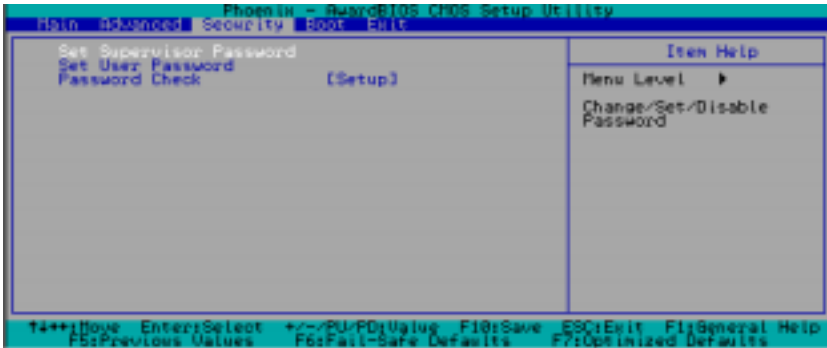 Phoenix - AwardBIOS CMOS Setup Utility
Main Advanced Security Boot Exit
Set Supervisor Password
Set User Password
Password Check [Setup]
Item Help
Menu Level ▶
Change/Set/Disable
Password
↑↓↔:Move Enter:Select +/-/PU/PD:Value F10:Save ESC:Exit F1:General Help
F5:Previous Values F6:Fail-Safe Defaults F7:Optimized Defaults